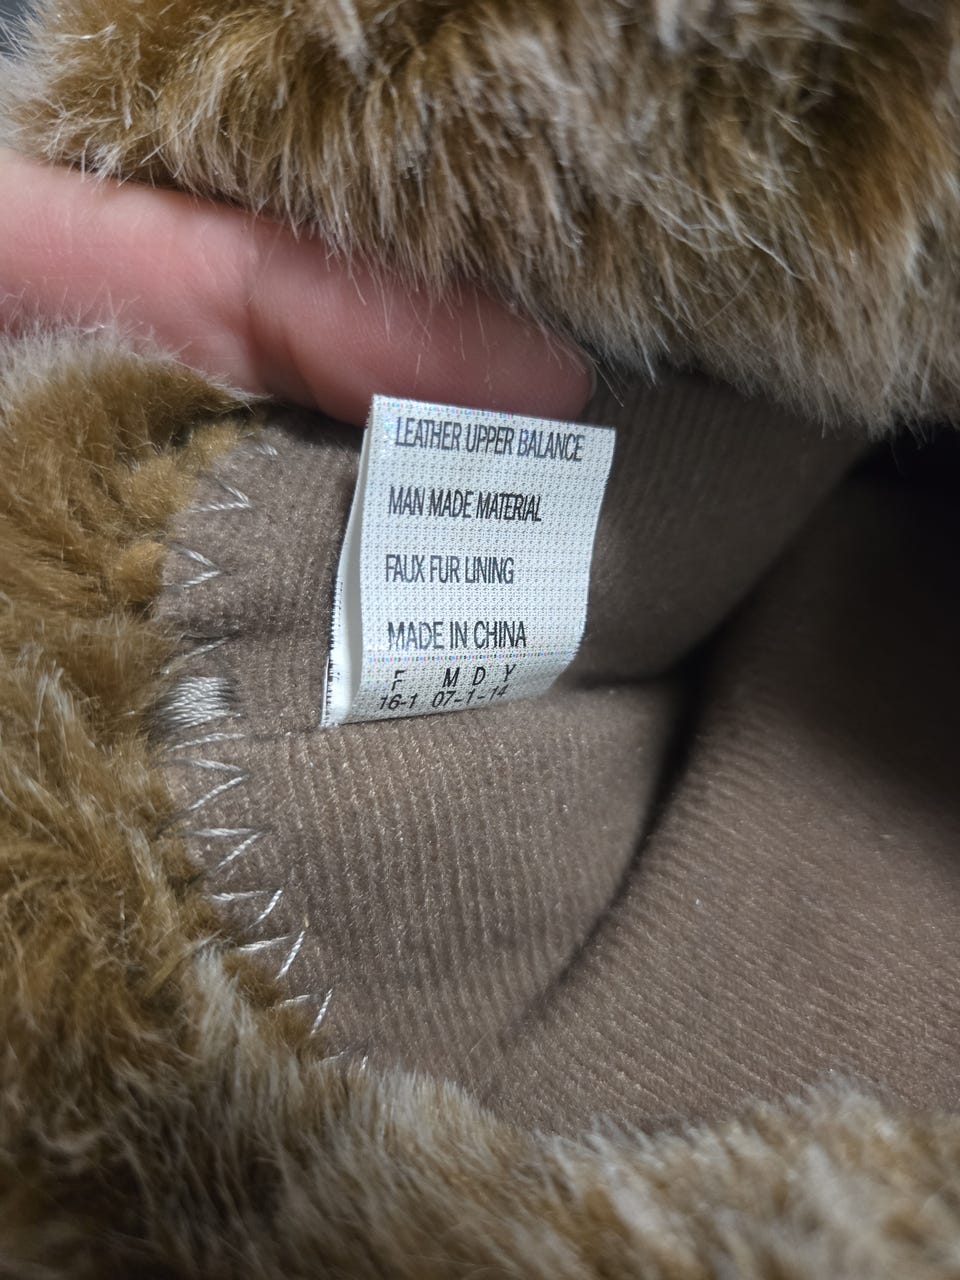 LEATHER UPPER BALANCE
MAN MADE MATERIAL
FAUX FUR LINING
MADE IN CHINA
F M D Y
16-1 07-1-14